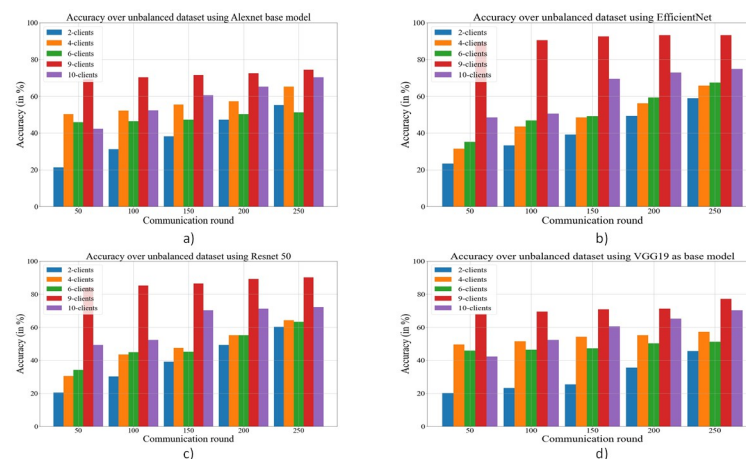 Accuracy over unbalanced dataset using Alexnet base model
100
80
60
40
20
0
Accuracy (in %)
2-clients
4-clients
6-clients
9-clients
10-clients
50 100 150 200 250
Communication round
a)
Accuracy over unbalanced dataset using EfficientNet
100
80
60
40
20
0
Accuracy (in %)
2-clients
4-clients
6-clients
9-clients
10-clients
50 100 150 200 250
Communication round
b)
Accuracy over unbalanced dataset using Resnet 50
100
80
60
40
20
0
Accuracy (in %)
2-clients
4-clients
6-clients
9-clients
10-clients
50 100 150 200 250
Communication round
c)
Accuracy over unbalanced dataset using VGG19 as base model
100
80
60
40
20
0
Accuracy (in %)
2-clients
4-clients
6-clients
9-clients
10-clients
50 100 150 200 250
Communication round
d)